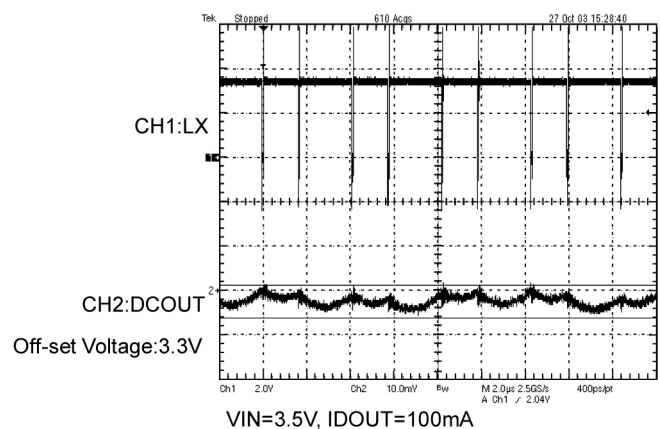 Tek Stopped 610 Acqs 27 Oct 03 15:28:40
CH1:LX
2
CH2:DCOUT
Off-set Voltage:3.3V
Ch1 2.0V Ch2 10.0mV Bw M 2.0µs 2.5GS/s 400ps/pt
A Ch1 / 2.04V
VIN=3.5V, IDOUT=100mA